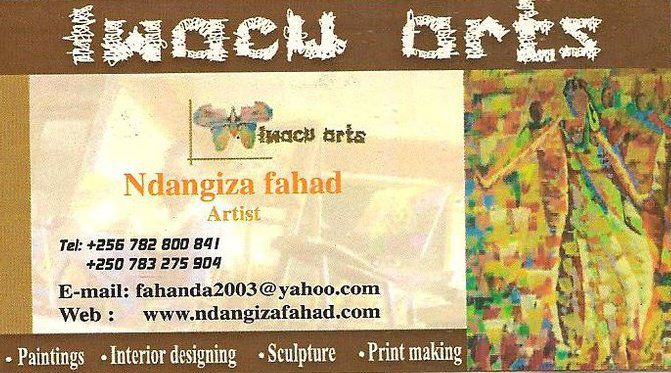 Iwacu arts
Iwacu arts
Ndangiza fahad
Artist
Tel: +256 782 800 841
+250 783 275 904
E-mail: fahanda2003@yahoo.com
Web : www.ndangizafahad.com
• Paintings • Interior designing • Sculpture • Print making